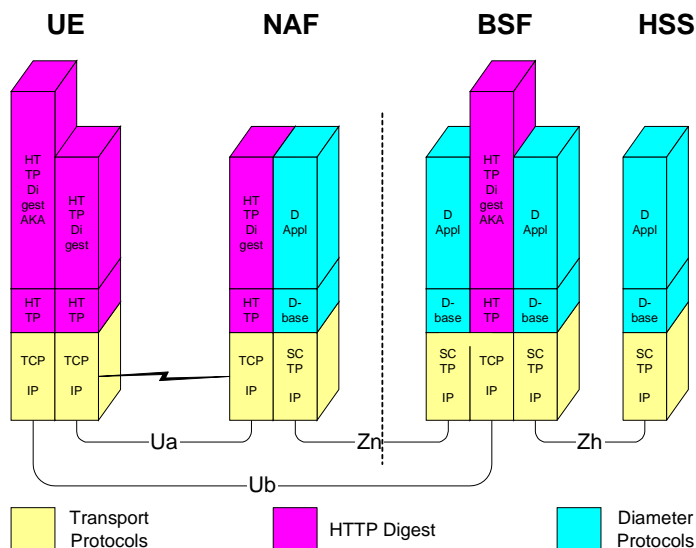 UE
NAF
BSF
HSS
HT
TP
Di
gest
AKA
HT
TP
Di
gest
HT
TP
Di
gest
D
Appl
D
Appl
HT
TP
Di
gest
AKA
D
Appl
D
Appl
HT
TP
HT
TP
HT
TP
D-
base
D-
base
HT
TP
D-
base
D-
base
TCP
IP
TCP
IP
TCP
IP
SC
TP
IP
SC
TP
IP
TCP
IP
SC
TP
IP
SC
TP
IP
Ua
Zn
Zh
Ub
Transport
Protocols
HTTP Digest
Diameter
Protocols